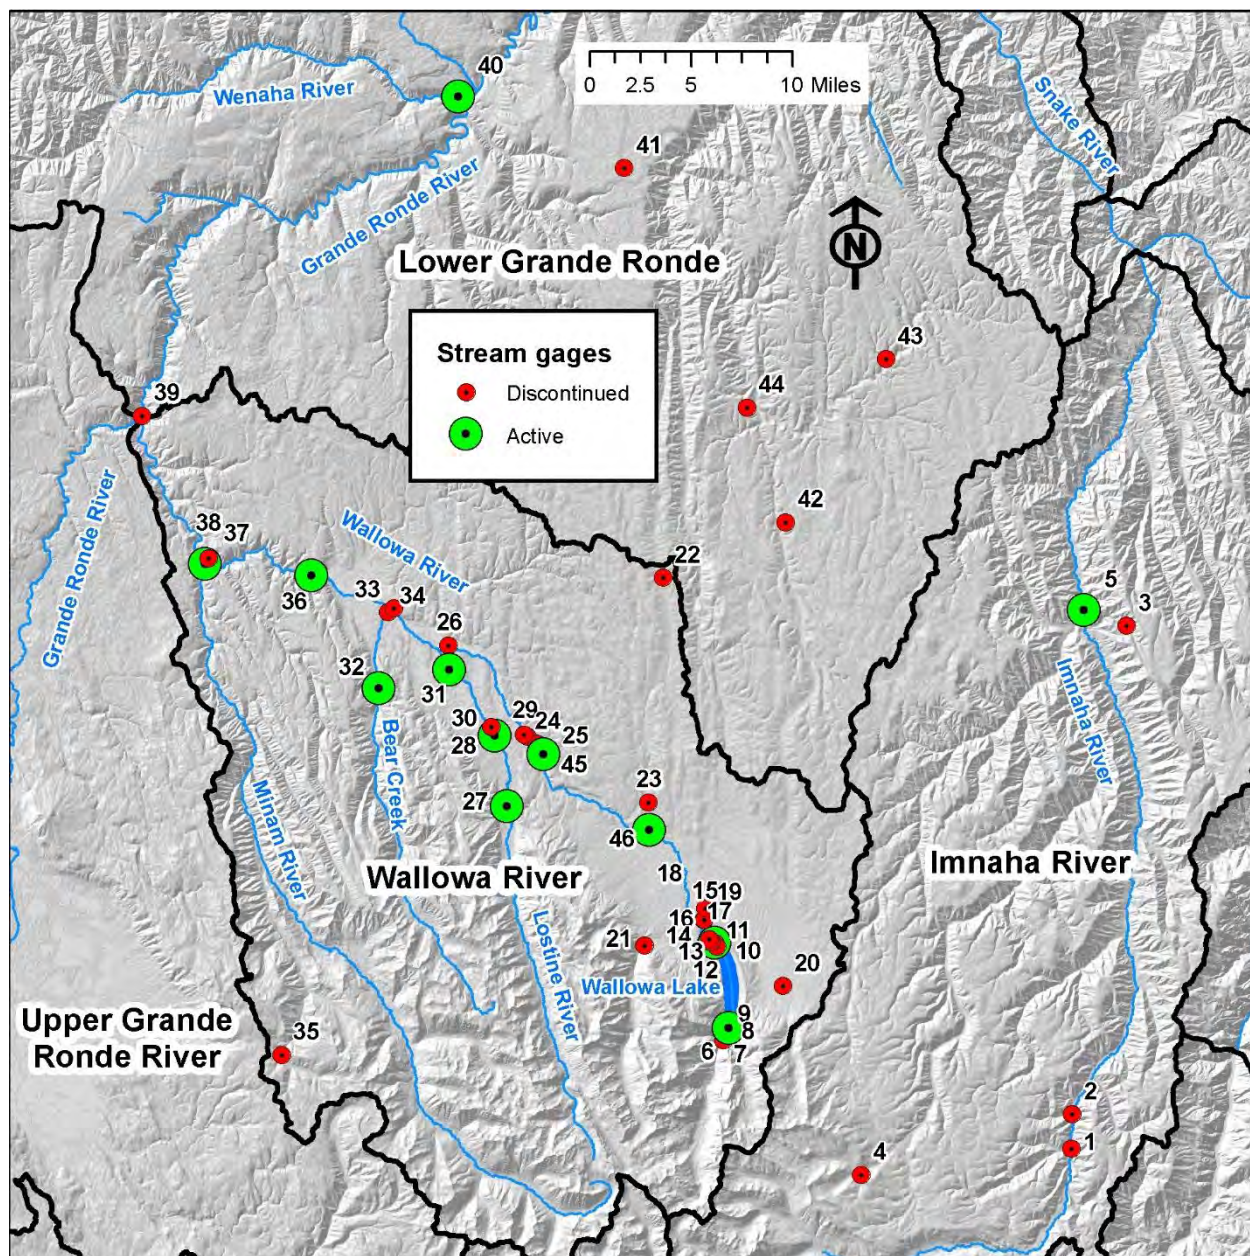 40
0 2.5 5 10 Miles
Wenaha River
Snake River
41
Grande Ronde River
N
Lower Grande Ronde
Stream gages
Discontinued
Active
43
44
39
42
Grande Ronde River
38 37
Wallowa River
22
36
33 34
5
3
26
32
31
Imnaha River
30
29 24 25
28
45
Bear Creek
23
27
46
Minam River
Wallowa River
18
Imnaha River
15 19
17
16
11
14
21
13
10
12
Lostine River
Wallowa Lake
20
9
8
Upper Grande
Ronde River
35
6
7
2
1
4